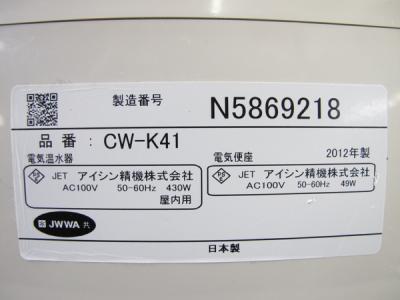 製造番号 N5869218
品番: CW-K41
電気温水器
JET アイシン精機株式会社
AC100V 50-60Hz 430W
屋内用
電気便座 2012年製
JET アイシン精機株式会社
AC100V 50-60Hz 49W
JWWA 共
日本製